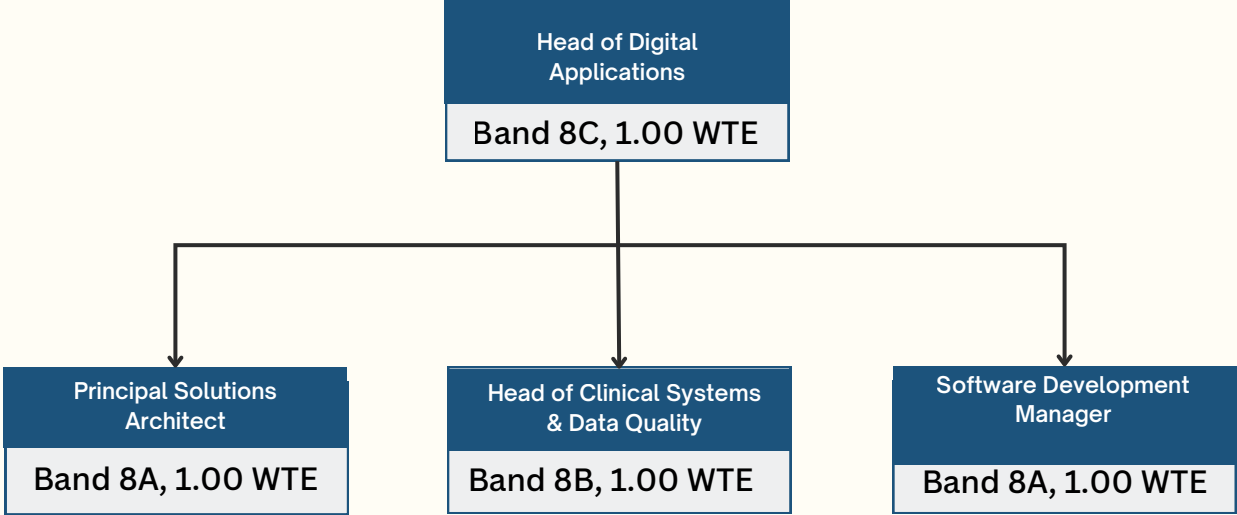 Head of Digital
Applications
Band 8C, 1.00 WTE
Principal Solutions
Architect
Band 8A, 1.00 WTE
Head of Clinical Systems
& Data Quality
Band 8B, 1.00 WTE
Software Development
Manager
Band 8A, 1.00 WTE